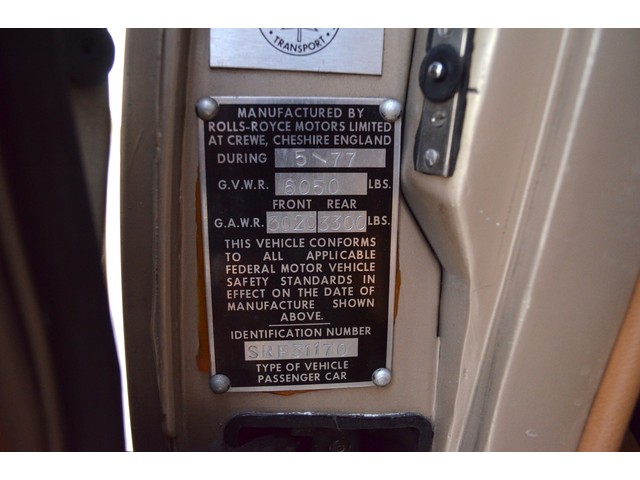 TRANSPORT
MANUFACTURED BY
ROLLS-ROYCE MOTORS LIMITED
AT CREWE, CHESHIRE ENGLAND
DURING 5 \ 77
G.V.W.R. 6050 LBS.
FRONT REAR
G.A.W.R. 3020 3300 LBS.
THIS VEHICLE CONFORMS
TO ALL APPLICABLE
FEDERAL MOTOR VEHICLE
SAFETY STANDARDS IN
EFFECT ON THE DATE OF
MANUFACTURE SHOWN
ABOVE.
IDENTIFICATION NUMBER
TYPE OF VEHICLE
PASSENGER CAR